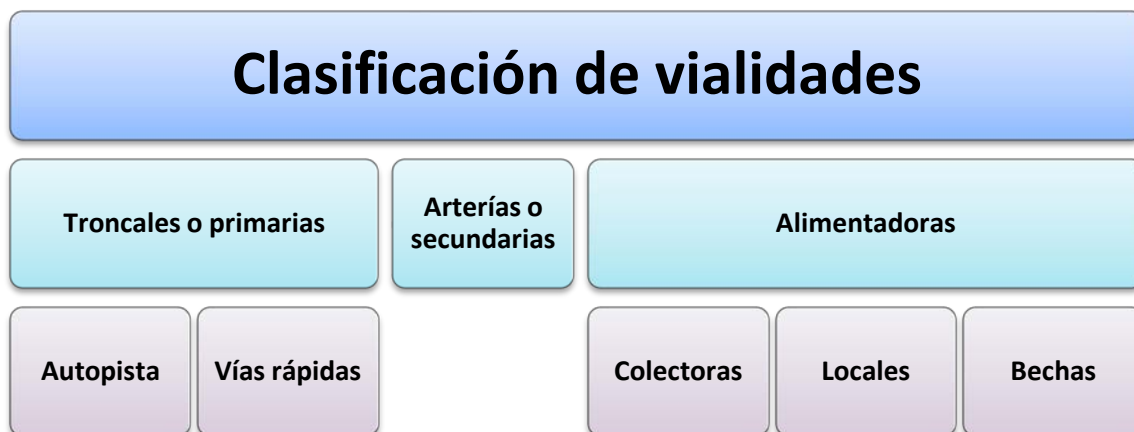 Clasificación de vialidades
Troncales o primarias
Arterías o
secundarias
Alimentadoras
Autopista
Vías rápidas
Colectoras
Locales
Bechas